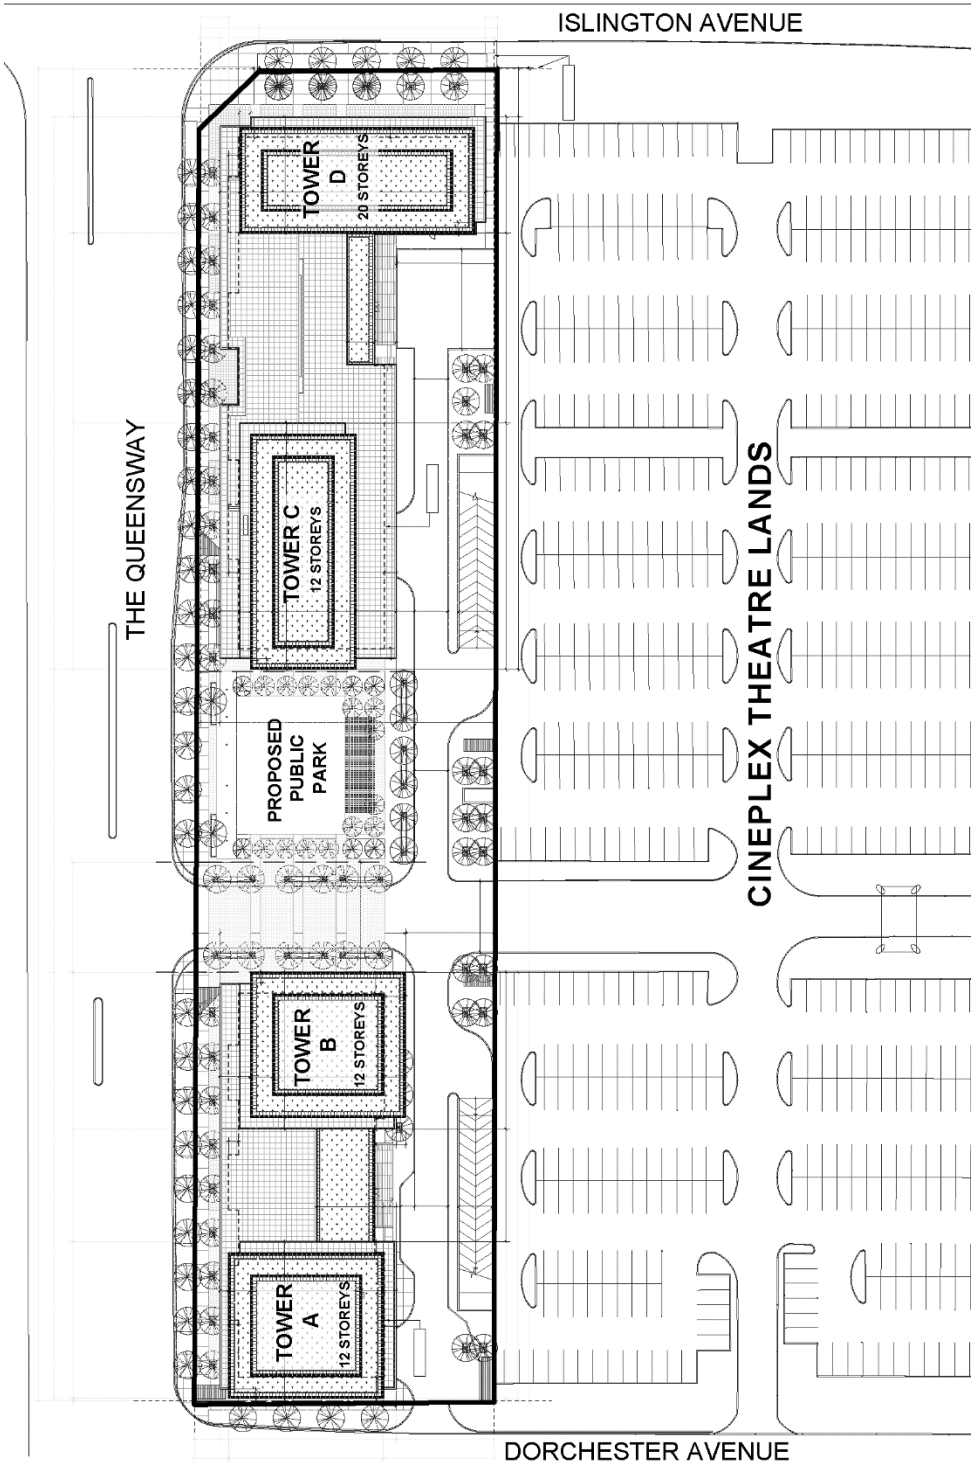 ISLINGTON AVENUE
TOWER
D
20 STOREYS
THE QUEENSWAY
TOWER C
12 STOREYS
CINEPLEX THEATRE LANDS
PROPOSED
PUBLIC
PARK
TOWER
B
12 STOREYS
TOWER
A
12 STOREYS
DORCHESTER AVENUE